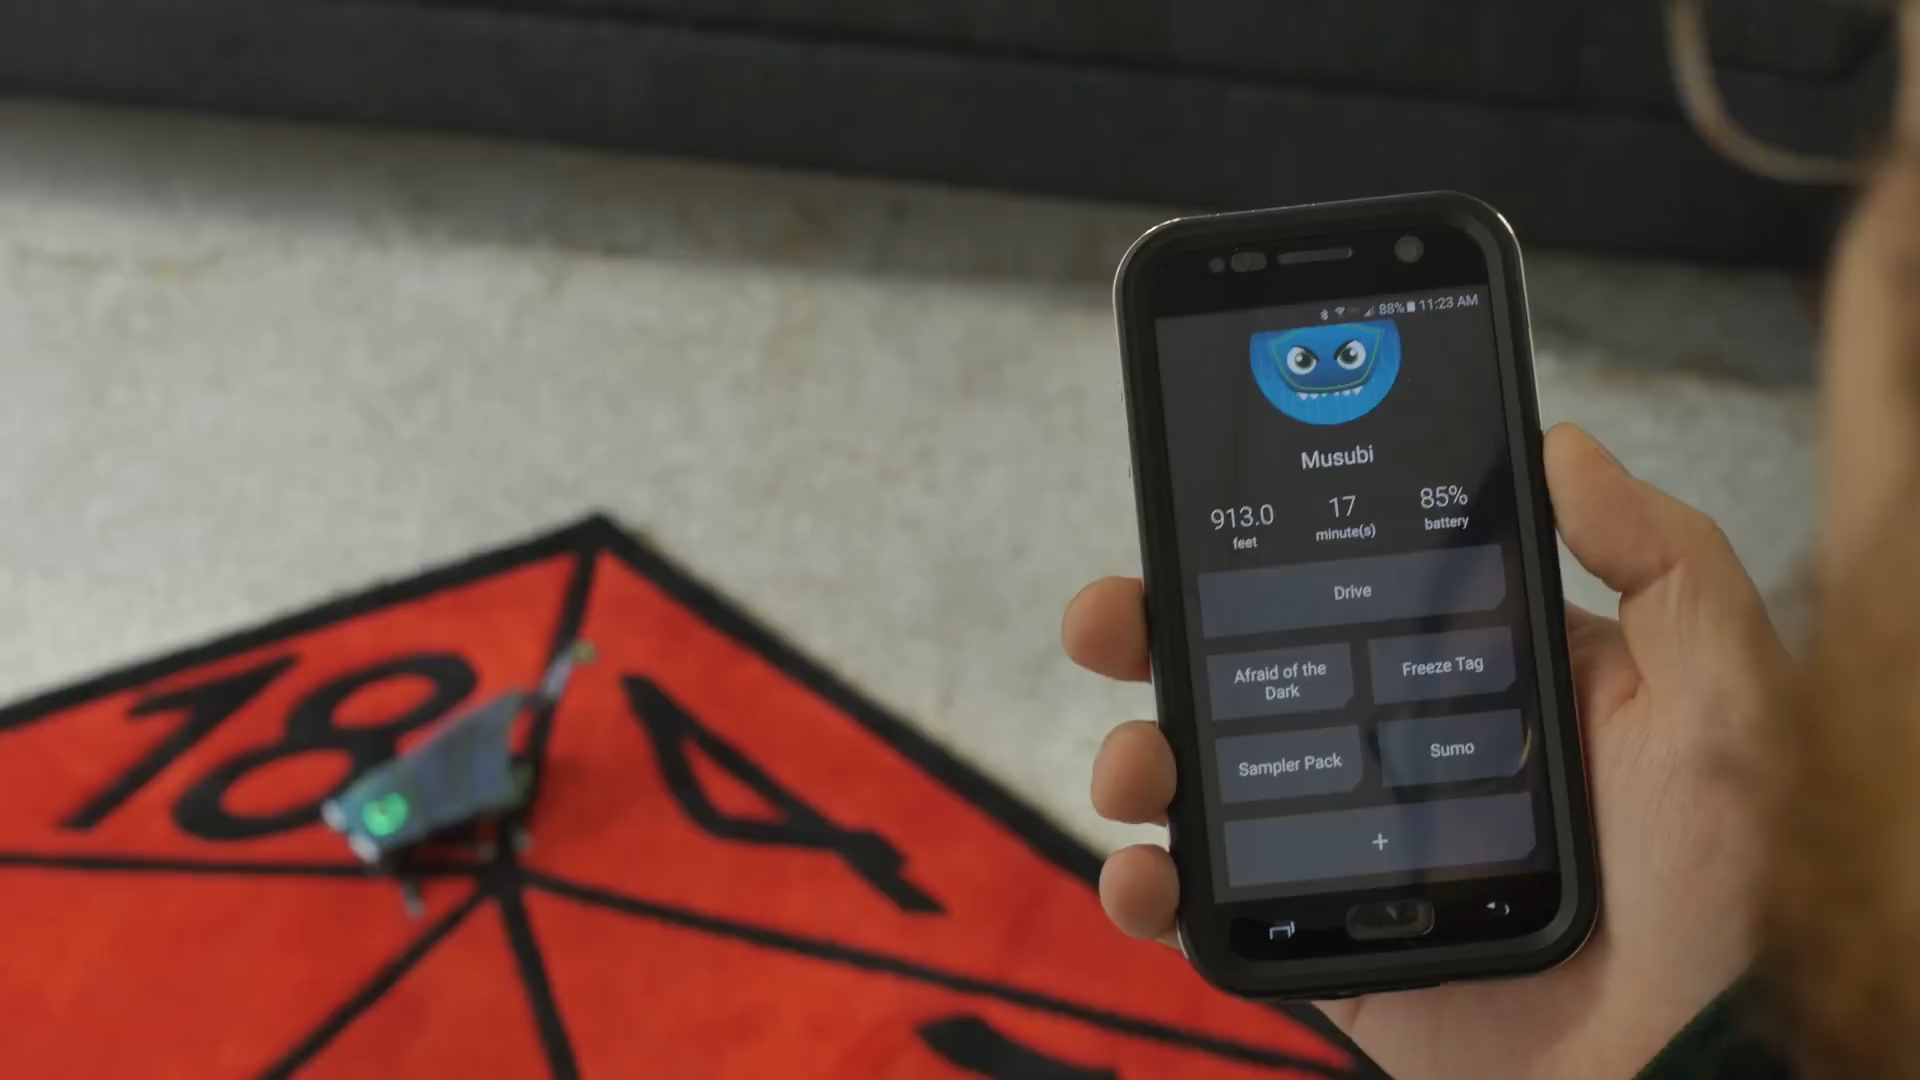 88% 11:23 AM
Musubi
913.0 17 85%
feet minute(s) battery
Drive
Afraid of the
Dark
Freeze Tag
Sampler Pack
Sumo
+
18 4